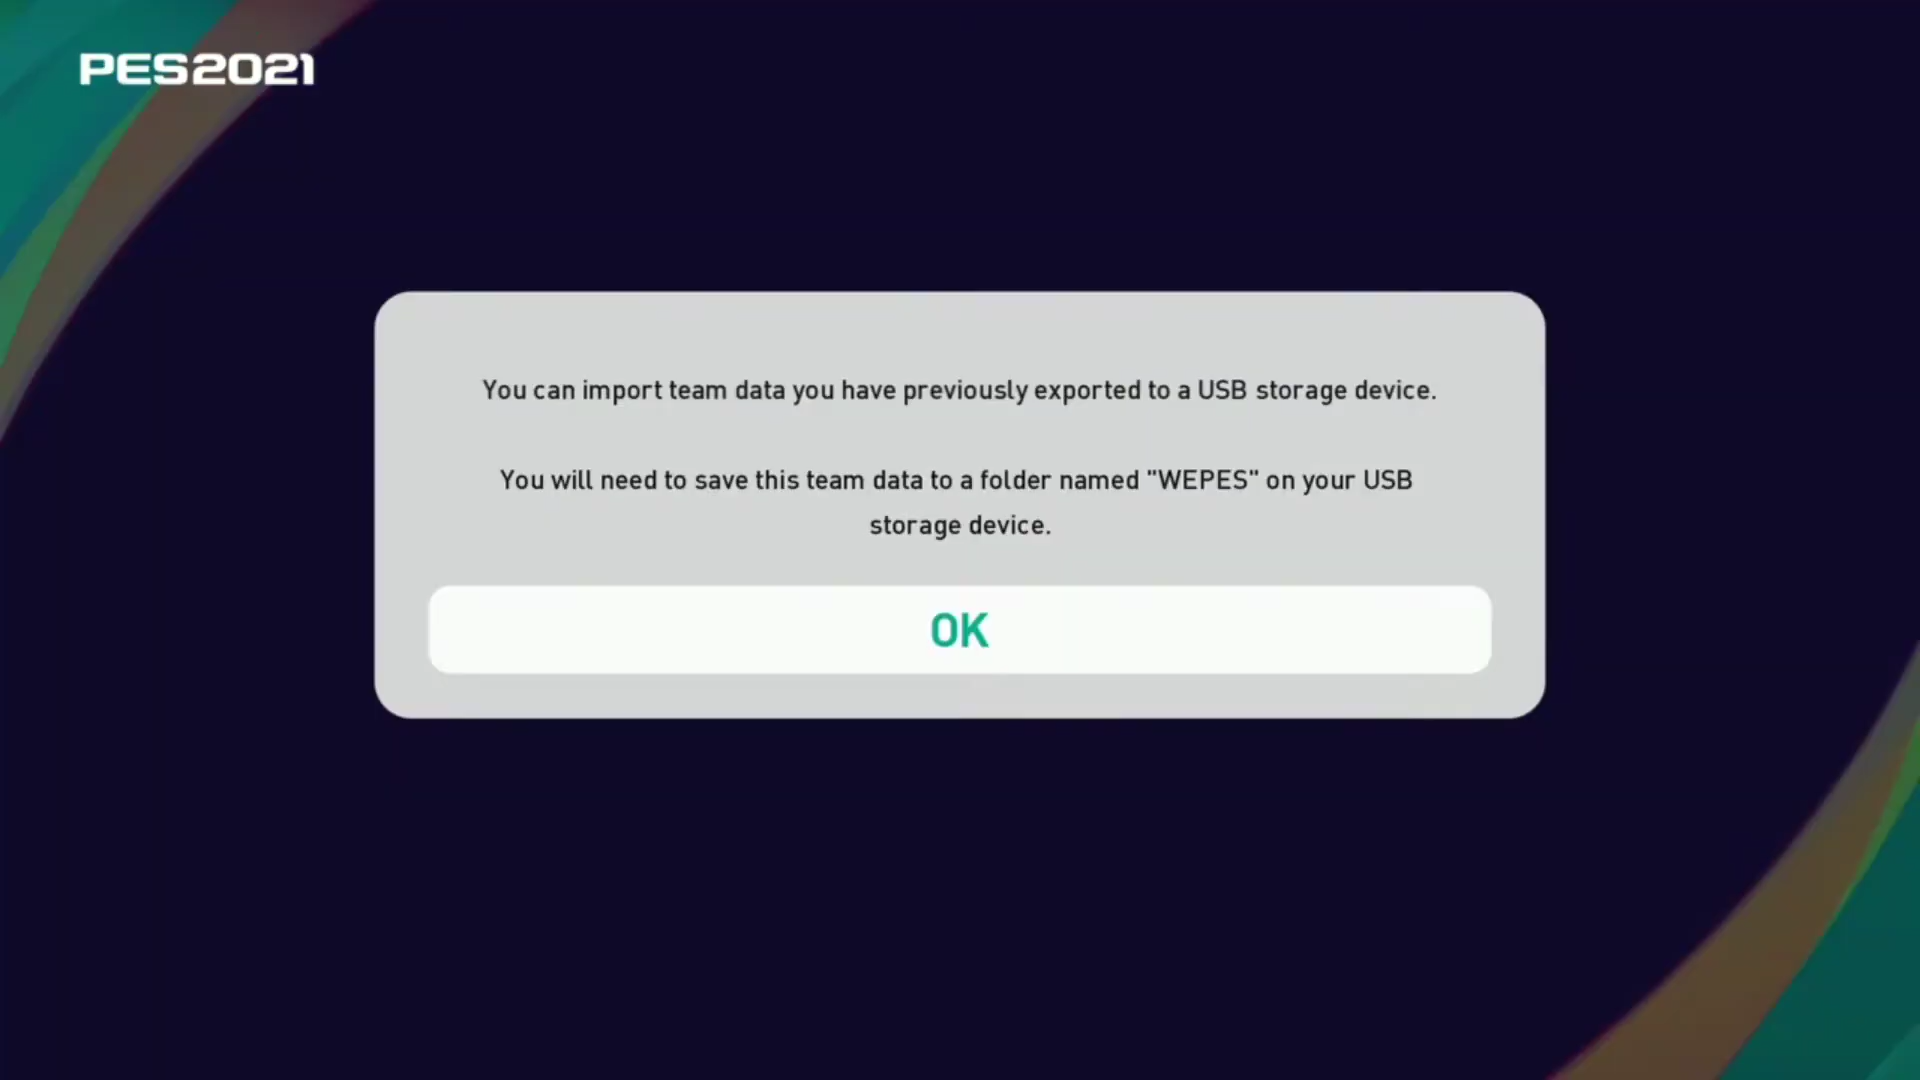 PES2021
You can import team data you have previously exported to a USB storage device.
You will need to save this team data to a folder named "WEPES" on your USB
storage device.
OK